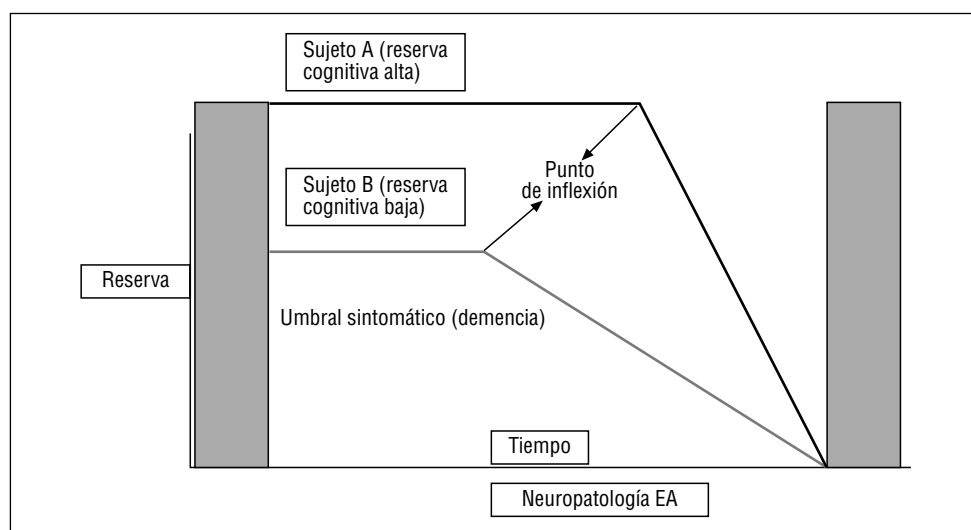 Sujeto A (reserva
cognitiva alta)
Punto
de inflexión
Sujeto B (reserva
cognitiva baja)
Reserva
Umbral sintomático (demencia)
Tiempo
Neuropatología EA